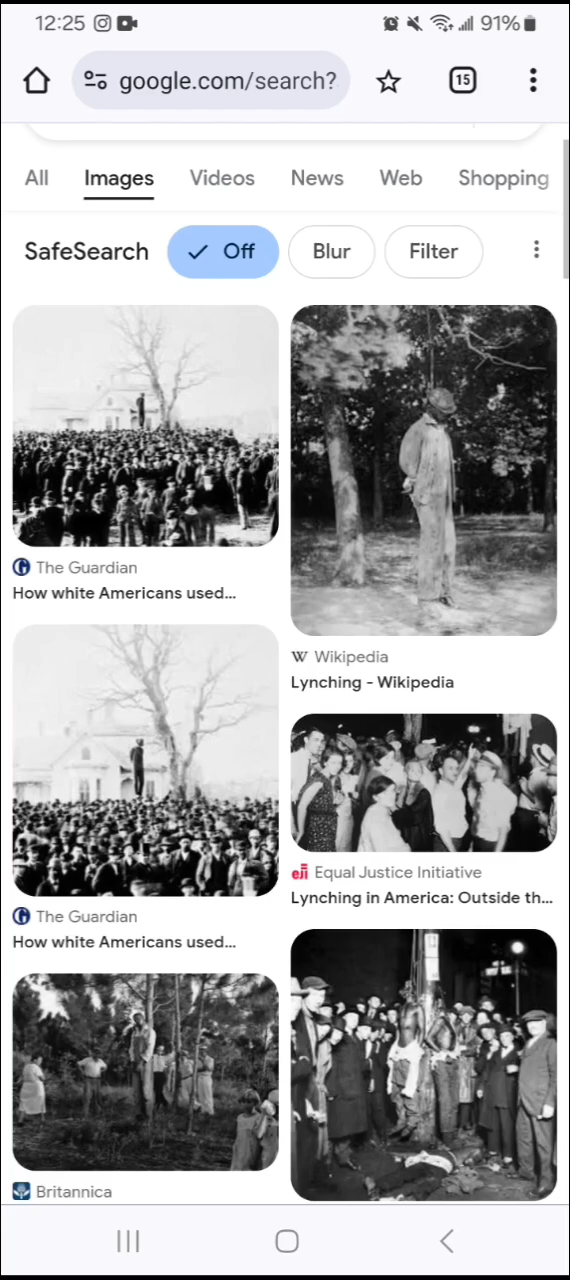 12:25
91%
google.com/search?
15
All Images Videos News Web Shopping
SafeSearch Off Blur Filter
The Guardian
How white Americans used...
Wikipedia
Lynching - Wikipedia
The Guardian
How white Americans used...
eji Equal Justice Initiative
Lynching in America: Outside th...
Britannica